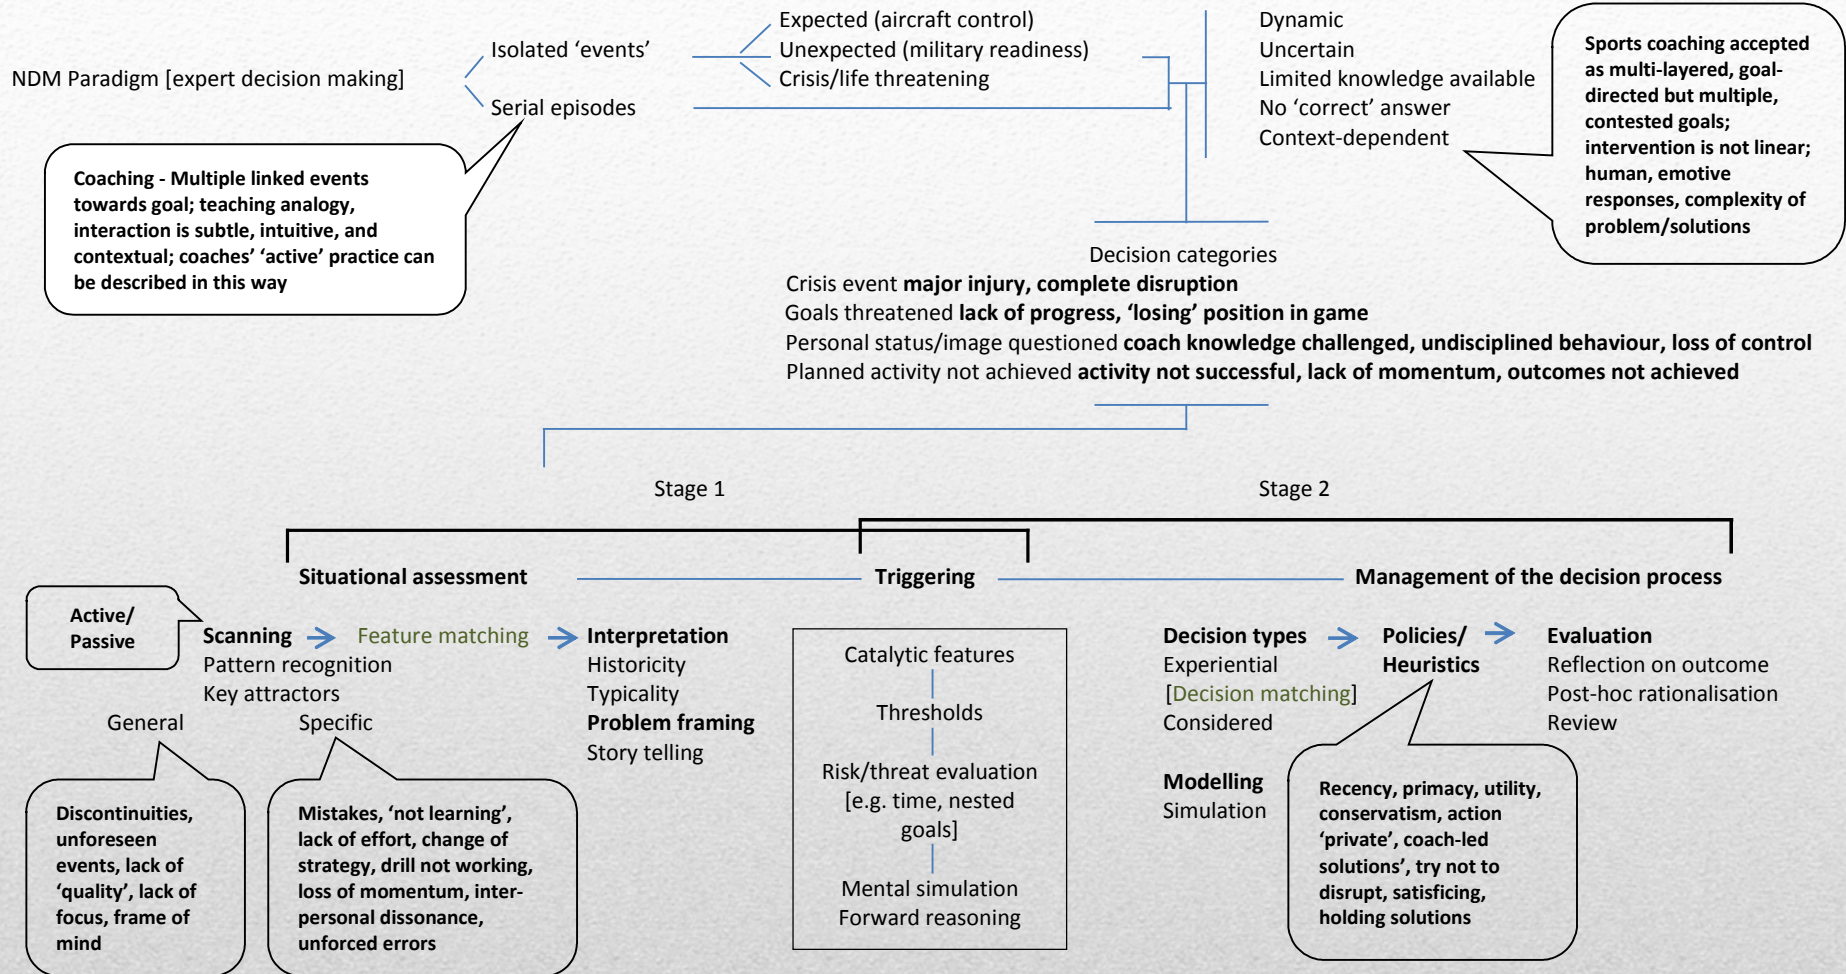 NDM Paradigm [expert decision making]
Isolated ‘events’
Serial episodes
Expected (aircraft control)
Unexpected (military readiness)
Crisis/life threatening
Dynamic
Uncertain
Limited knowledge available
No ‘correct’ answer
Context-dependent
Sports coaching accepted
as multi-layered, goal-
directed but multiple,
contested goals;
intervention is not linear;
human, emotive
responses, complexity of
problem/solutions
Coaching - Multiple linked events
towards goal; teaching analogy,
interaction is subtle, intuitive, and
contextual; coaches’ ‘active’ practice can
be described in this way
Decision categories
Crisis event major injury, complete disruption
Goals threatened lack of progress, ‘losing’ position in game
Personal status/image questioned coach knowledge challenged, undisciplined behaviour, loss of control
Planned activity not achieved activity not successful, lack of momentum, outcomes not achieved
Stage 1
Stage 2
Situational assessment
Triggering
Management of the decision process
Active/
Passive
Scanning
Pattern recognition
Key attractors
Feature matching
Interpretation
Historicity
Typicality
Problem framing
Story telling
General
Specific
Discontinuities,
unforeseen
events, lack of
‘quality’, lack of
focus, frame of
mind
Mistakes, ‘not learning’,
lack of effort, change of
strategy, drill not working,
loss of momentum, inter-
personal dissonance,
unforced errors
Catalytic features
Thresholds
Risk/threat evaluation
[e.g. time, nested
goals]
Mental simulation
Forward reasoning
Decision types
Experiential
[Decision matching]
Considered
Modelling
Simulation
Policies/
Heuristics
Recency, primacy, utility,
conservatism, action
‘private’, coach-led
solutions’, try not to
disrupt, satisficing,
holding solutions
Evaluation
Reflection on outcome
Post-hoc rationalisation
Review